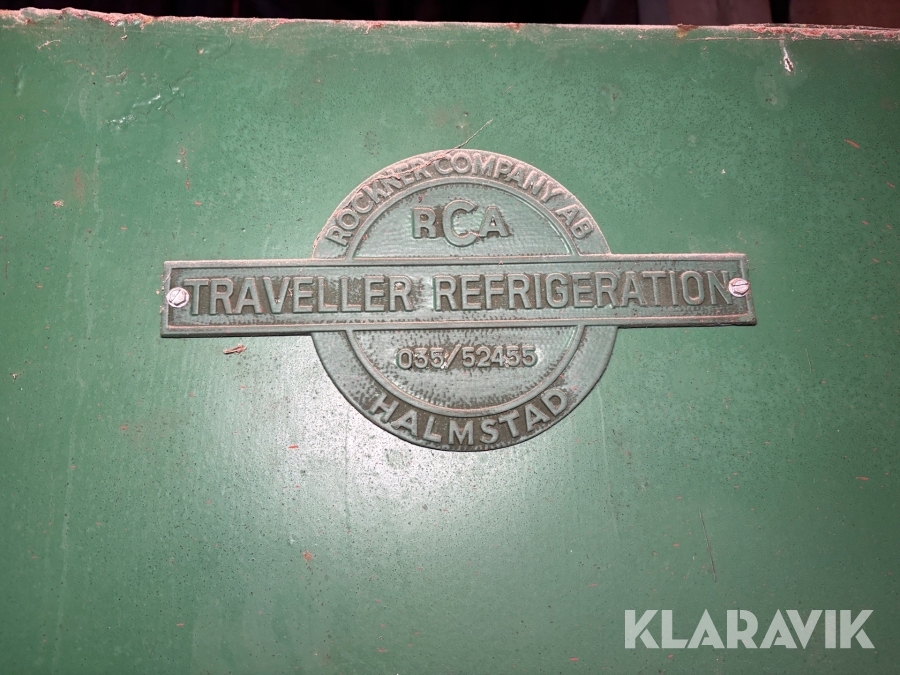 ROCKNER COMPANY AB
RCA
TRAVELLER REFRIGERATION
035/52455
HALMSTAD
KLARAVIK